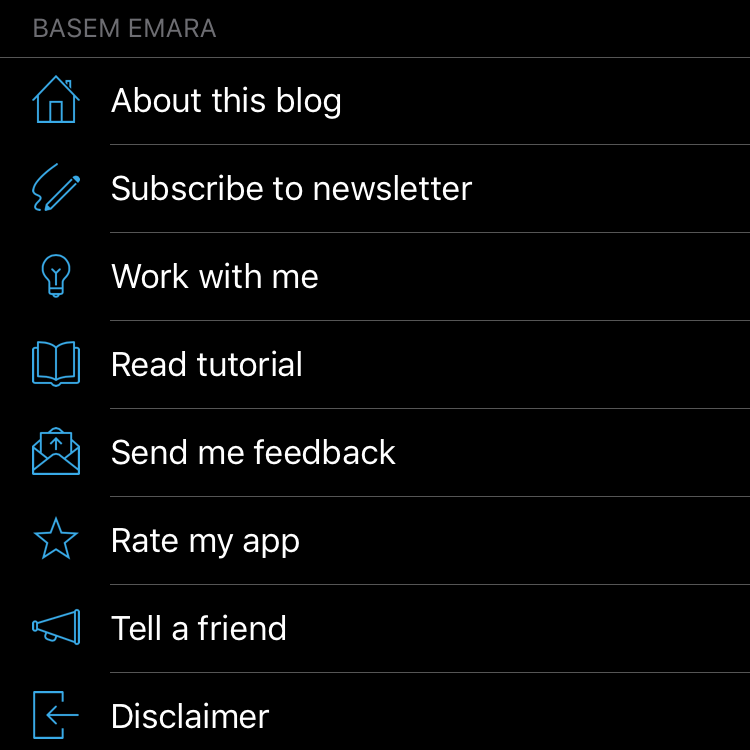 BASEM EMARA
About this blog
Subscribe to newsletter
Work with me
Read tutorial
Send me feedback
Rate my app
Tell a friend
Disclaimer